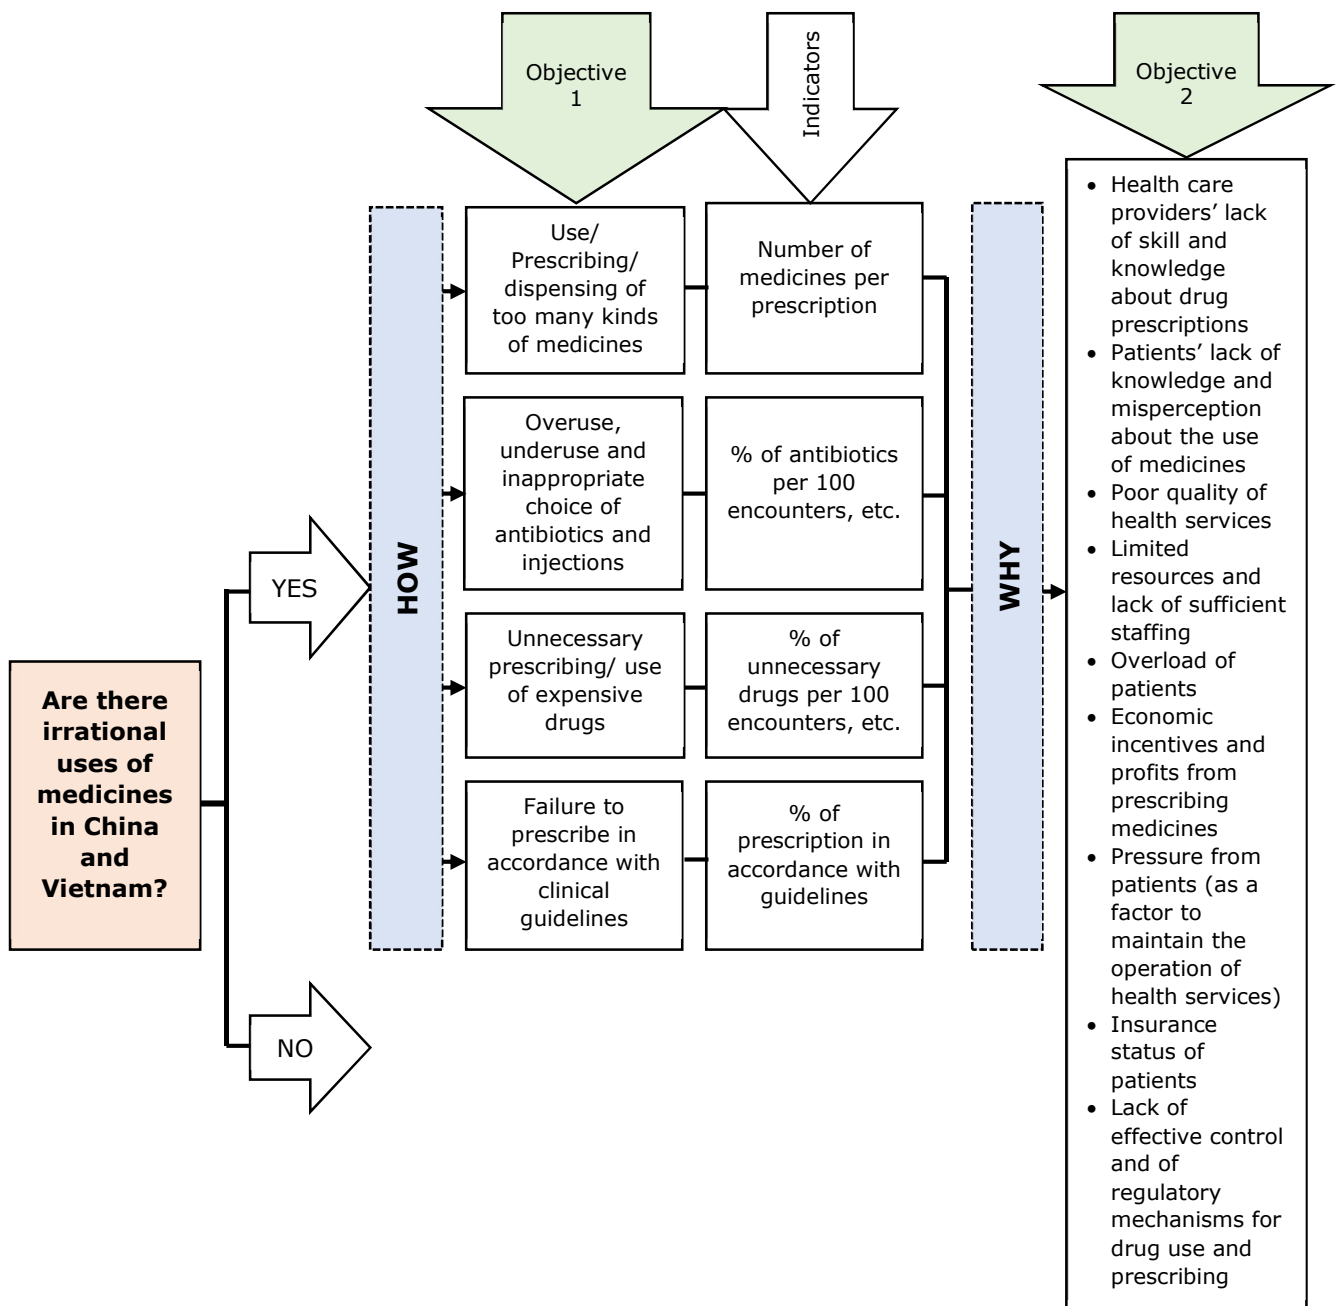 Objective
1
Indicators
Objective
2
Are there
irrational
uses of
medicines
in China
and
Vietnam?
YES
NO
HOW
Use/
Prescribing/
dispensing of
too many kinds
of medicines
Number of
medicines per
prescription
Overuse,
underuse and
inappropriate
choice of
antibiotics and
injections
% of antibiotics
per 100
encounters, etc.
Unnecessary
prescribing/ use
of expensive
drugs
% of
unnecessary
drugs per 100
encounters, etc.
Failure to
prescribe in
accordance with
clinical
guidelines
% of
prescription in
accordance with
guidelines
WHY
• Health care
providers’ lack
of skill and
knowledge
about drug
prescriptions
• Patients’ lack of
knowledge and
misperception
about the use
of medicines
• Poor quality of
health services
• Limited
resources and
lack of sufficient
staffing
• Overload of
patients
• Economic
incentives and
profits from
prescribing
medicines
• Pressure from
patients (as a
factor to
maintain the
operation of
health services)
• Insurance
status of
patients
• Lack of
effective control
and of
regulatory
mechanisms for
drug use and
prescribing